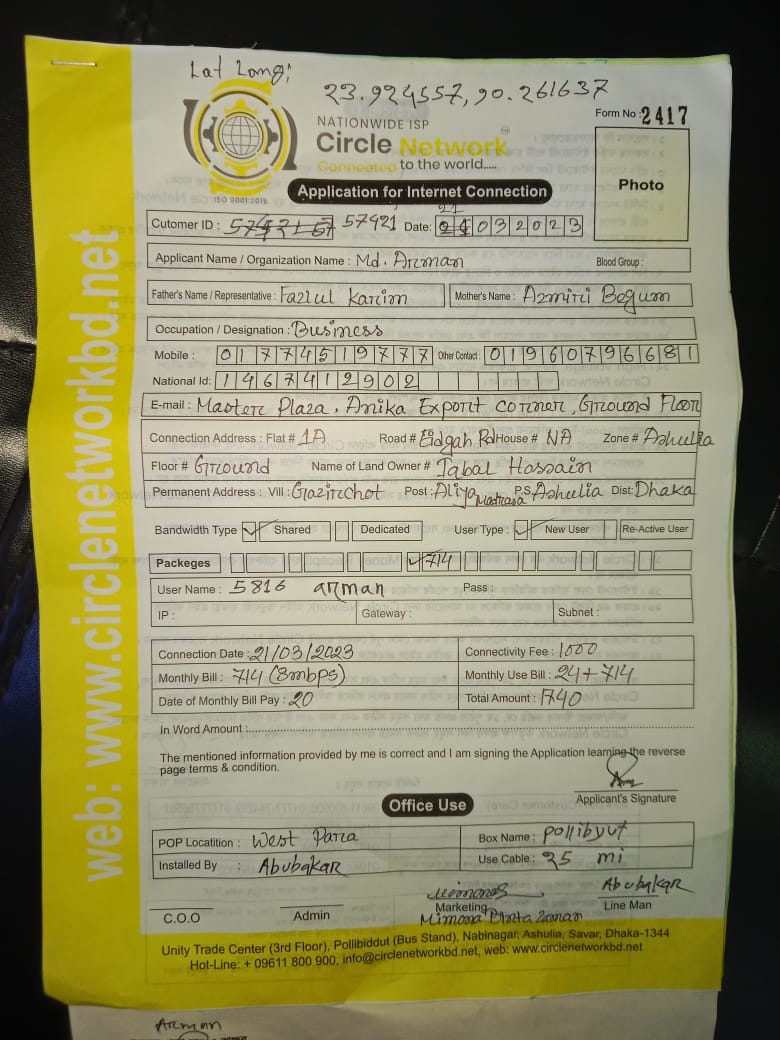 Lat Long;
23.924557, 90.261637
NATIONWIDE ISP
Form No : 2417
Circle Network
Connected to the world.....
ISO 9001:2015
Application for Internet Connection
Photo
Cutomer ID : 57421 Date: 21 03 2023
Applicant Name / Organization Name : Md. Arman Blood Group :
Father's Name / Representative : Fazlul Karim Mother's Name : Azmiri Begum
Occupation / Designation : Business
Mobile : 01774519777 Other Contact : 01960796681
National Id: 1467412902
E-mail : Master Plaza, Anika Export corner, Ground Floor
Connection Address : Flat # 1A Road # Eidgah Rd House # NA Zone # Ashulia
Floor # Ground Name of Land Owner # Iqbal Hossain
Permanent Address : Vill : Gazirchot Post : Aliya Madrasa P.S Ashulia Dist: Dhaka
Bandwidth Type Shared Dedicated User Type : New User Re-Active User
Packeges 714
User Name : 5816 arman Pass :
IP : Gateway : Subnet :
Connection Date : 21/03/2023 Connectivity Fee : 1000
Monthly Bill : 714 (8mbps) Monthly Use Bill : 24+714
Date of Monthly Bill Pay : 20 Total Amount : 1740
In Word Amount :
The mentioned information provided by me is correct and I am signing the Application learning the reverse
page terms & condition.
Applicant's Signature
Office Use
POP Locatition : West Para Box Name : pollibyut
Installed By : Abubakar Use Cable : 35 mi
Abubakar
C.O.O Admin Marketing Line Man
Mimona
Unity Trade Center (3rd Floor), Pollibiddut (Bus Stand), Nabinagar, Ashulia, Savar, Dhaka-1344
Hot-Line: + 09611 800 900, info@circlenetworkbd.net, web: www.circlenetworkbd.net
web: www.circlenetworkbd.net
Arman